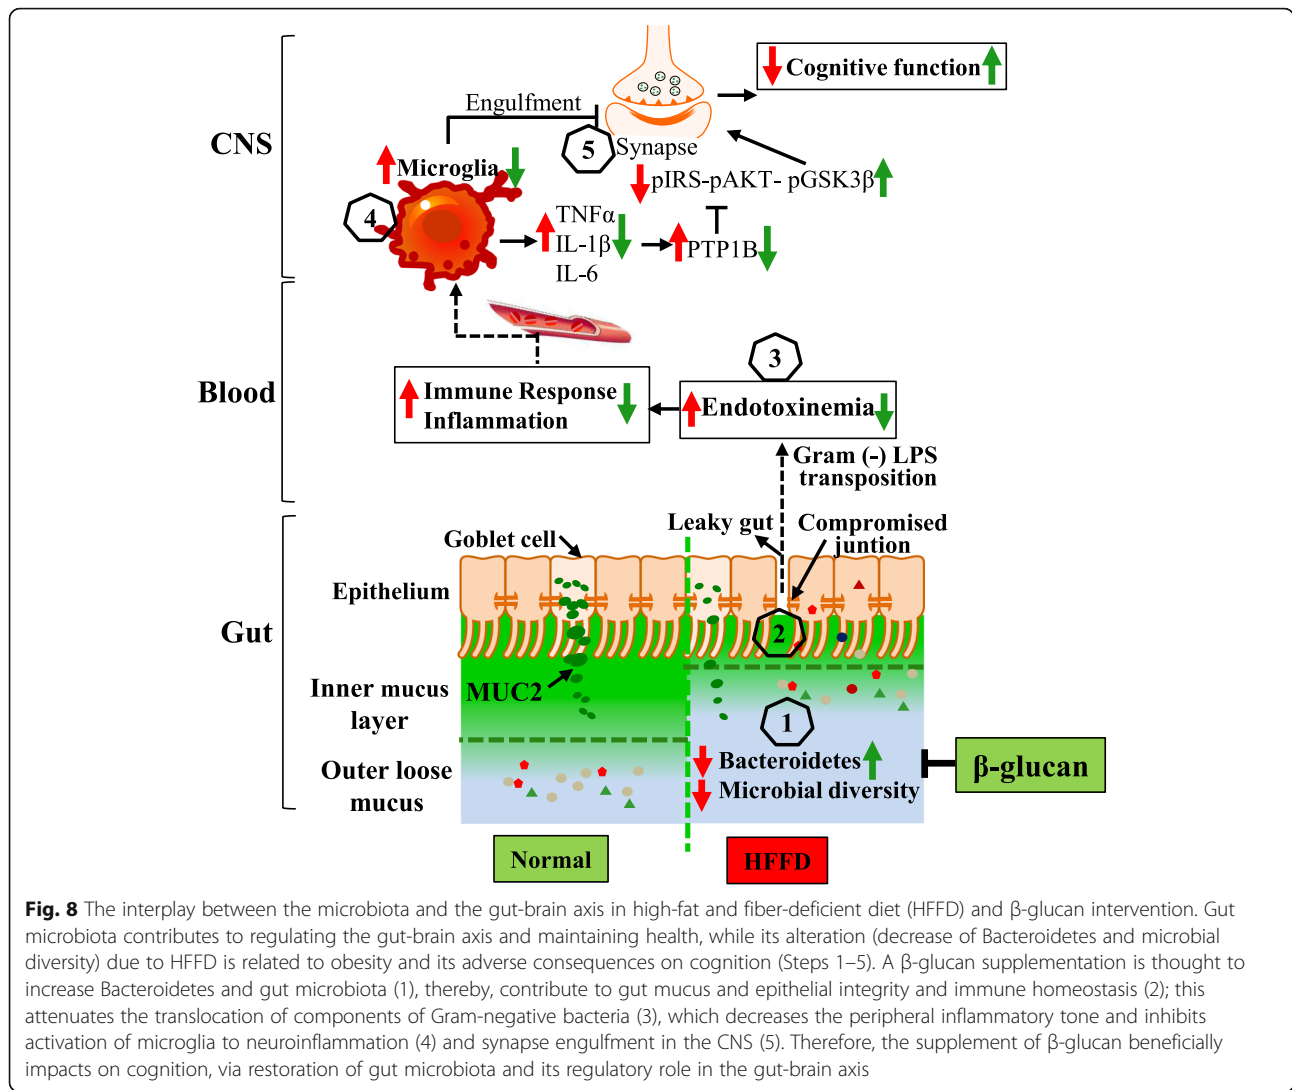 Cognitive function
Engulfment
CNS
5
Synapse
Microglia
pIRS-pAKT- pGSK3β
4
TNFα
IL-1β
IL-6
PTP1B
3
Blood
Immune Response
Inflammation
Endotoxinemia
Gram (-) LPS
transposition
Leaky gut
Compromised
juntion
Goblet cell
Epithelium
Gut
2
MUC2
Inner mucus
layer
1
Bacteroidetes
Microbial diversity
β-glucan
Outer loose
mucus
Normal
HFFD
Fig. 8 The interplay between the microbiota and the gut-brain axis in high-fat and fiber-deficient diet (HFFD) and β-glucan intervention. Gut
microbiota contributes to regulating the gut-brain axis and maintaining health, while its alteration (decrease of Bacteroidetes and microbial
diversity) due to HFFD is related to obesity and its adverse consequences on cognition (Steps 1–5). A β-glucan supplementation is thought to
increase Bacteroidetes and gut microbiota (1), thereby, contribute to gut mucus and epithelial integrity and immune homeostasis (2); this
attenuates the translocation of components of Gram-negative bacteria (3), which decreases the peripheral inflammatory tone and inhibits
activation of microglia to neuroinflammation (4) and synapse engulfment in the CNS (5). Therefore, the supplement of β-glucan beneficially
impacts on cognition, via restoration of gut microbiota and its regulatory role in the gut-brain axis